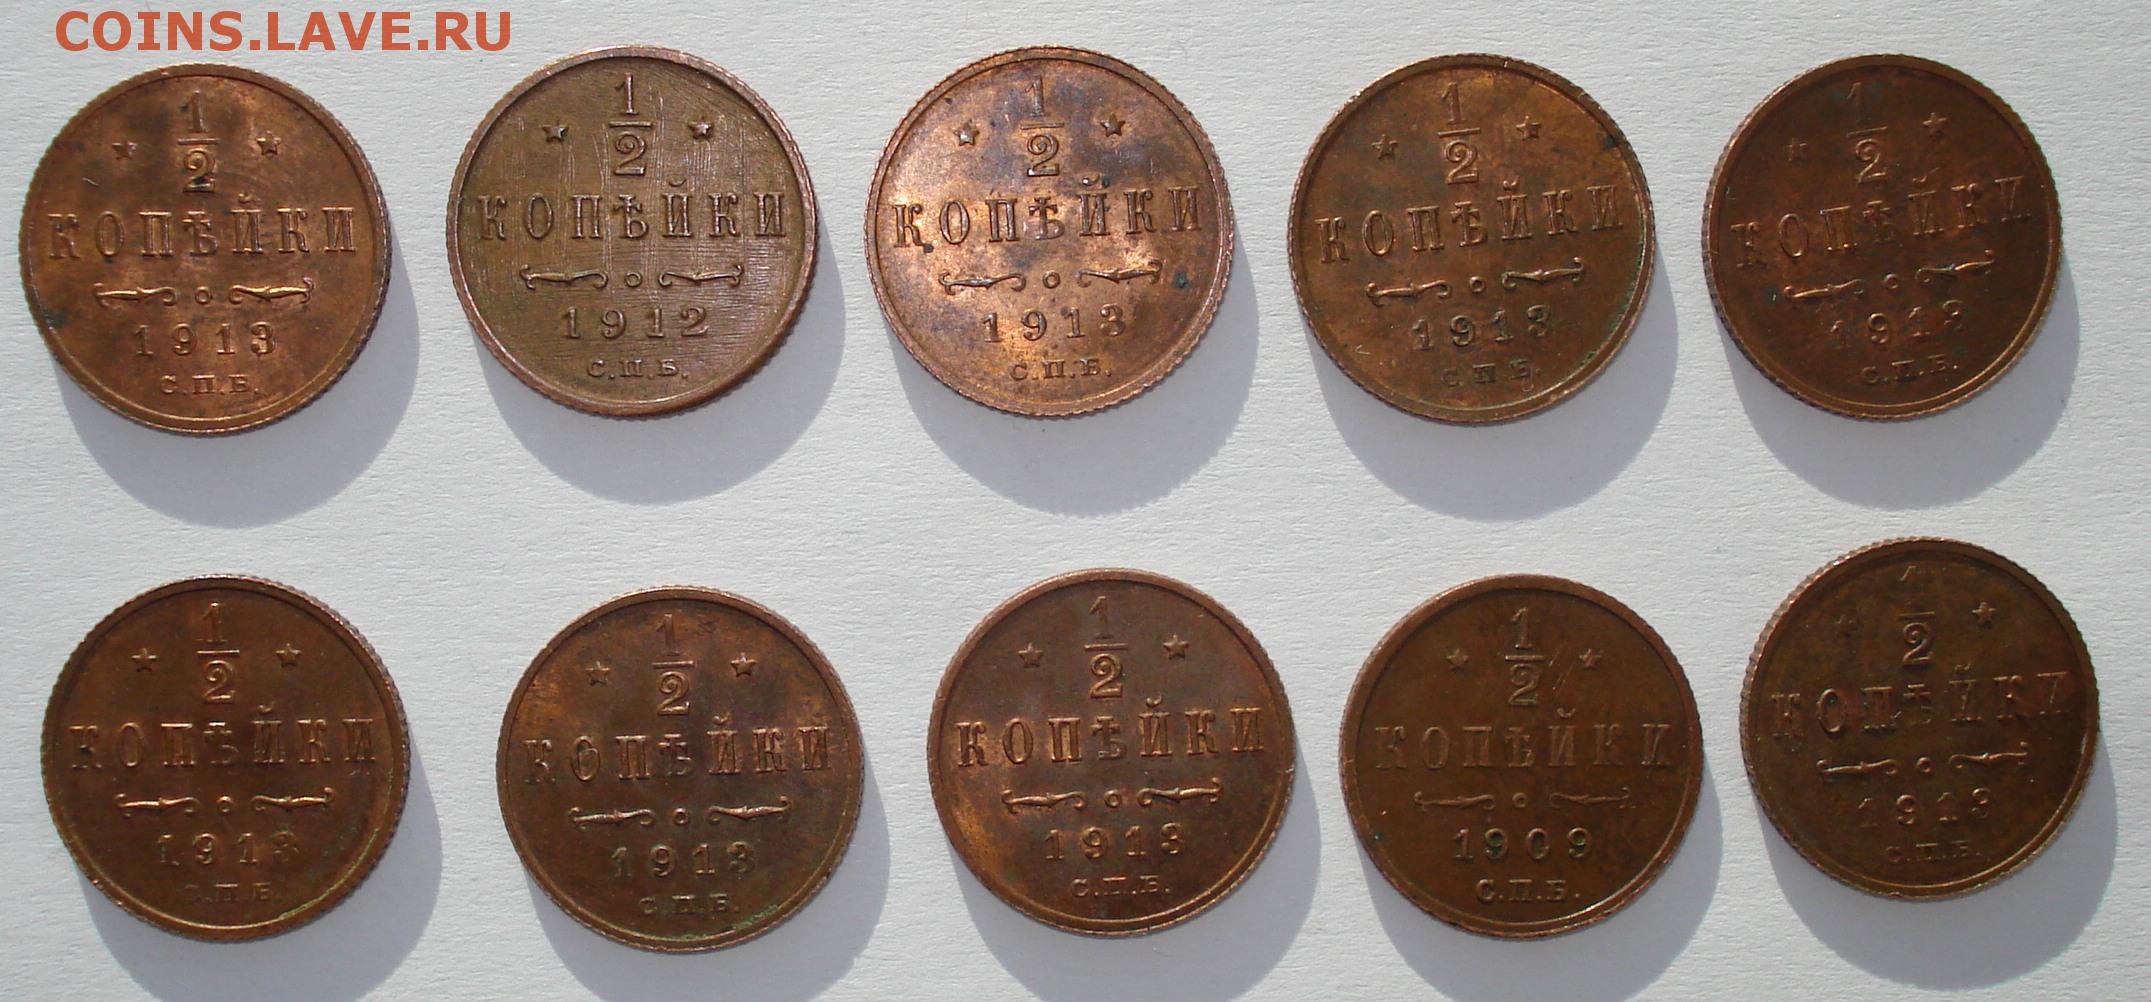 COINS.LAVE.RU
1
2
КОПѢЙКИ
1913
С.П.Б.
1
2
КОПѢЙКИ
1912
С.П.Б.
1
2
КОПѢЙКИ
1913
С.П.Б.
1
2
КОПѢЙКИ
1913
С.П.Б.
1
2
КОПѢЙКИ
1913
С.П.Б.
1
2
КОПѢЙКИ
1913
С.П.Б.
1
2
КОПѢЙКИ
1913
С.П.Б.
1
2
КОПѢЙКИ
1913
С.П.Б.
1
2
КОПѢЙКИ
1909
С.П.Б.
1
2
КОПѢЙКИ
1913
С.П.Б.